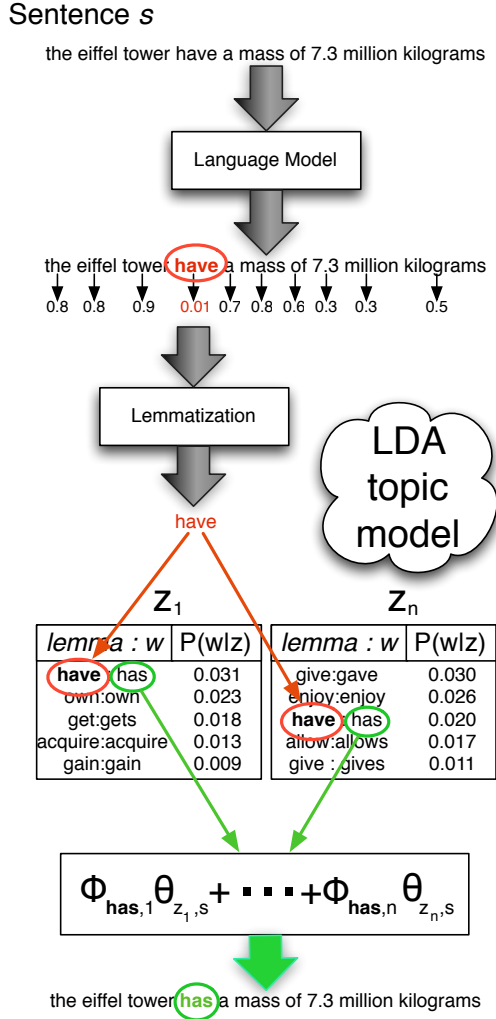 Sentence s
the eiffel tower have a mass of 7.3 million kilograms
Language Model
the eiffel tower have a mass of 7.3 million kilograms
0.8 0.8 0.9 0.01 0.7 0.8 0.6 0.3 0.3 0.5
Lemmatization
LDA
topic
model
have
z1 zn
lemma : w P(w|z) lemma : w P(w|z)
have: has 0.031 give:gave 0.030
own:own 0.023 enjoy:enjoy 0.026
get:gets 0.018 have: has 0.020
acquire:acquire 0.013 allow:allows 0.017
gain:gain 0.009 give : gives 0.011
Φhas,1 θz1,s + ···· + Φhas,n θzn,s
the eiffel tower has a mass of 7.3 million kilograms